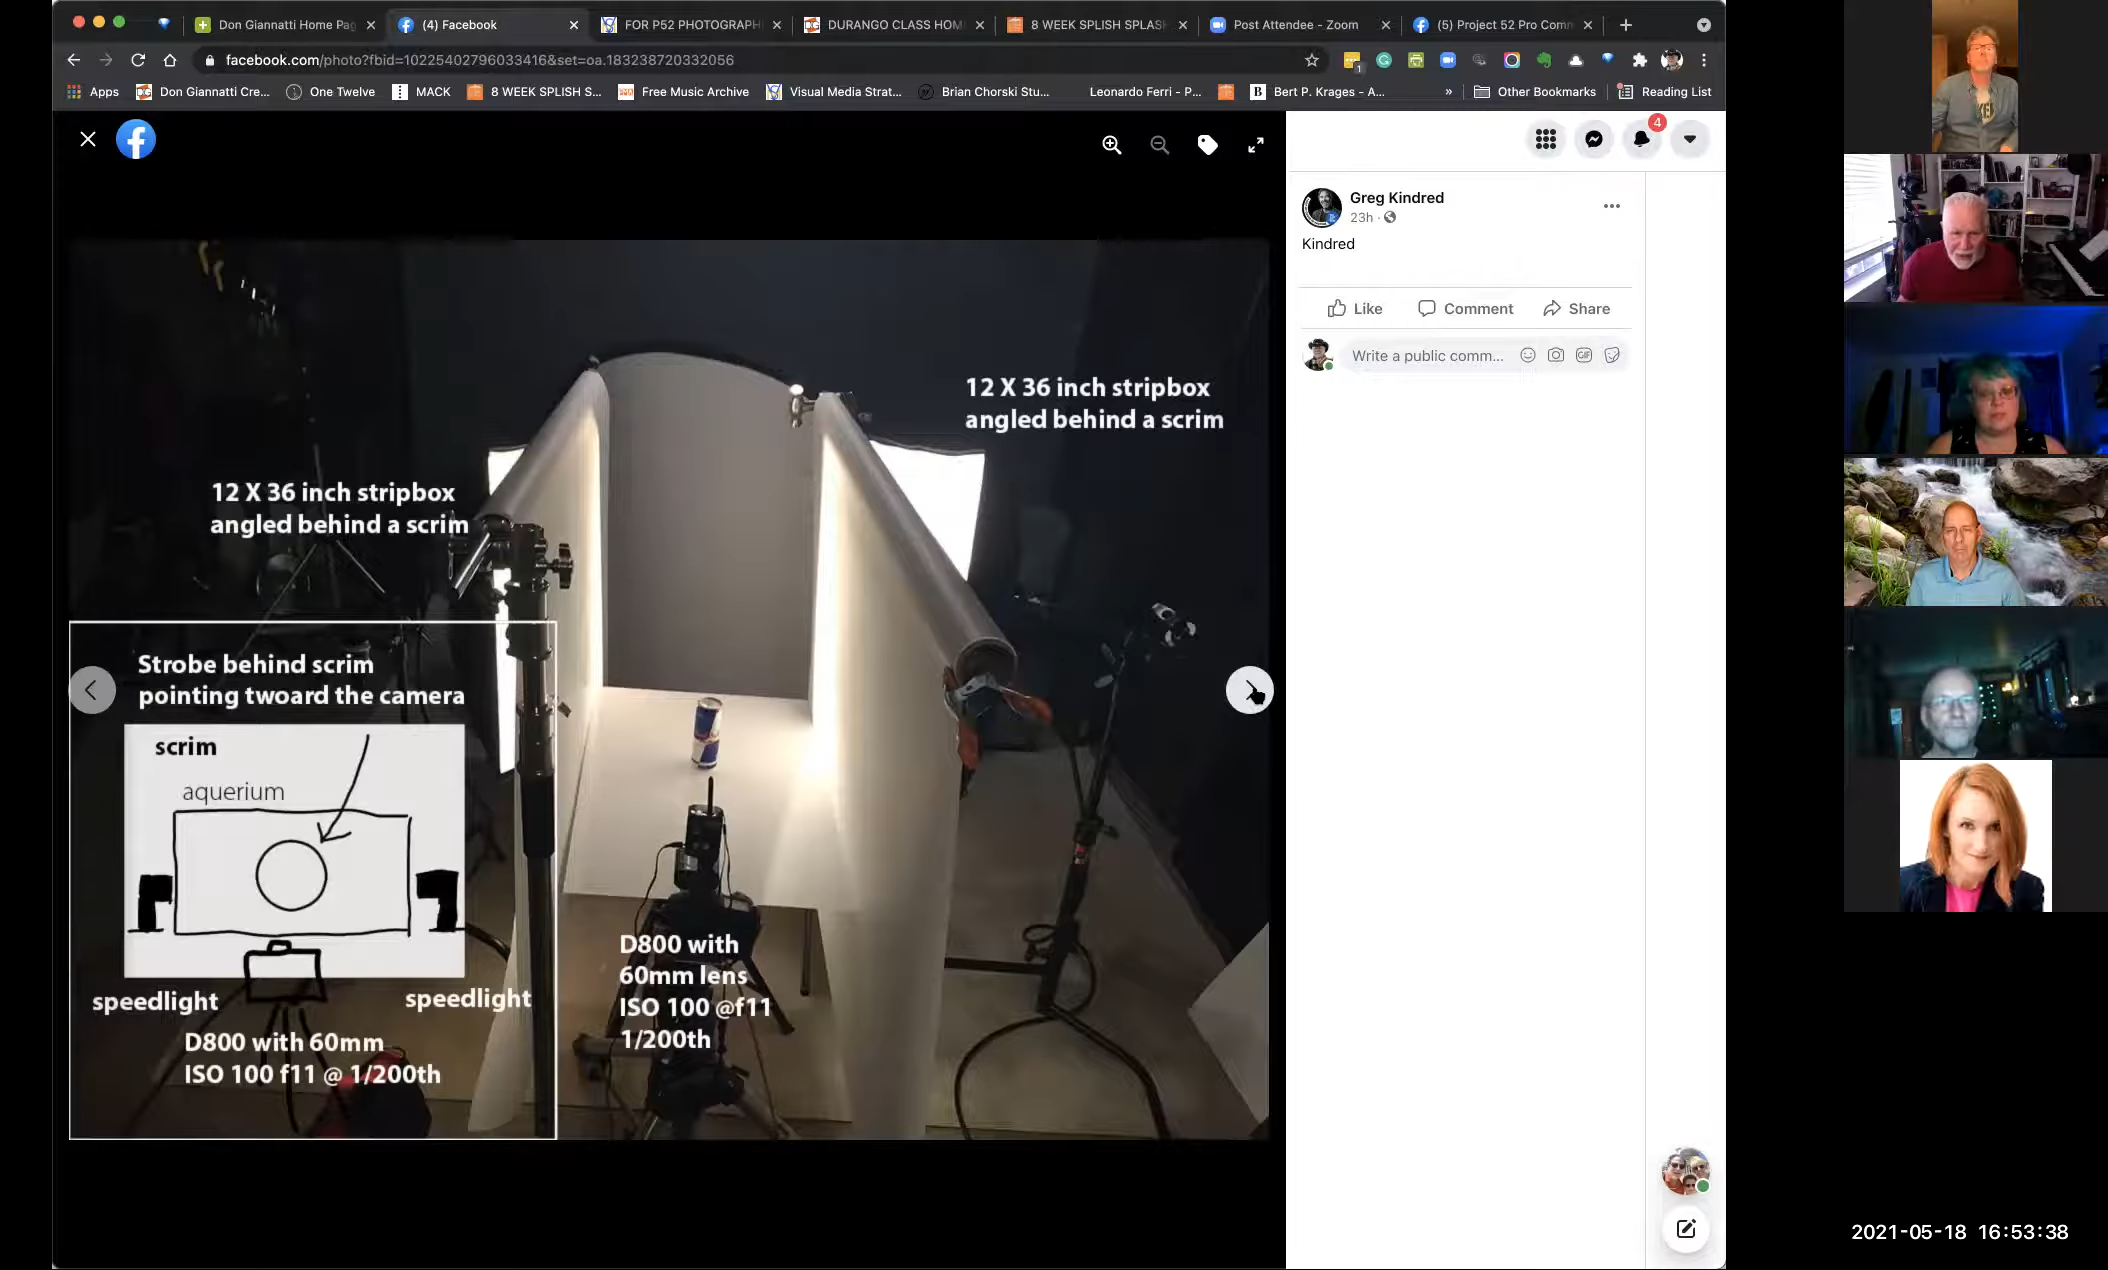 Don Giannatti Home Pag
(4) Facebook
FOR P52 PHOTOGRAPH
DURANGO CLASS HOM
8 WEEK SPLISH SPLAS
Post Attendee - Zoom
(5) Project 52 Pro Comm
facebook.com/photo?fbid=10225402796033416&set=oa.183238720332056
1
Apps
Don Giannatti Cre...
One Twelve
MACK
8 WEEK SPLISH S...
Free Music Archive
Visual Media Strat...
Brian Chorski Stu...
Leonardo Ferri - P...
B
Bert P. Krages - A...
»
Other Bookmarks
Reading List
4
Greg Kindred
23h ·
Kindred
Like
Comment
Share
Write a public comm...
GIF
12 X 36 inch stripbox
angled behind a scrim
12 X 36 inch stripbox
angled behind a scrim
Strobe behind scrim
pointing twoard the camera
scrim
aquerium
speedlight
speedlight
D800 with 60mm
ISO 100 f11 @ 1/200th
D800 with
60mm lens
ISO 100 @f11
1/200th
2021-05-18 16:53:38